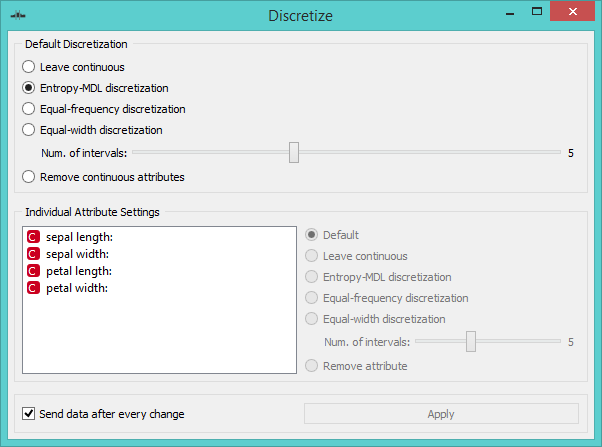 Discretize
Default Discretization
Leave continuous
Entropy-MDL discretization
Equal-frequency discretization
Equal-width discretization
Num. of intervals: 5
Remove continuous attributes
Individual Attribute Settings
C sepal length:
C sepal width:
C petal length:
C petal width:
Default
Leave continuous
Entropy-MDL discretization
Equal-frequency discretization
Equal-width discretization
Num. of intervals: 5
Remove attribute
Send data after every change
Apply